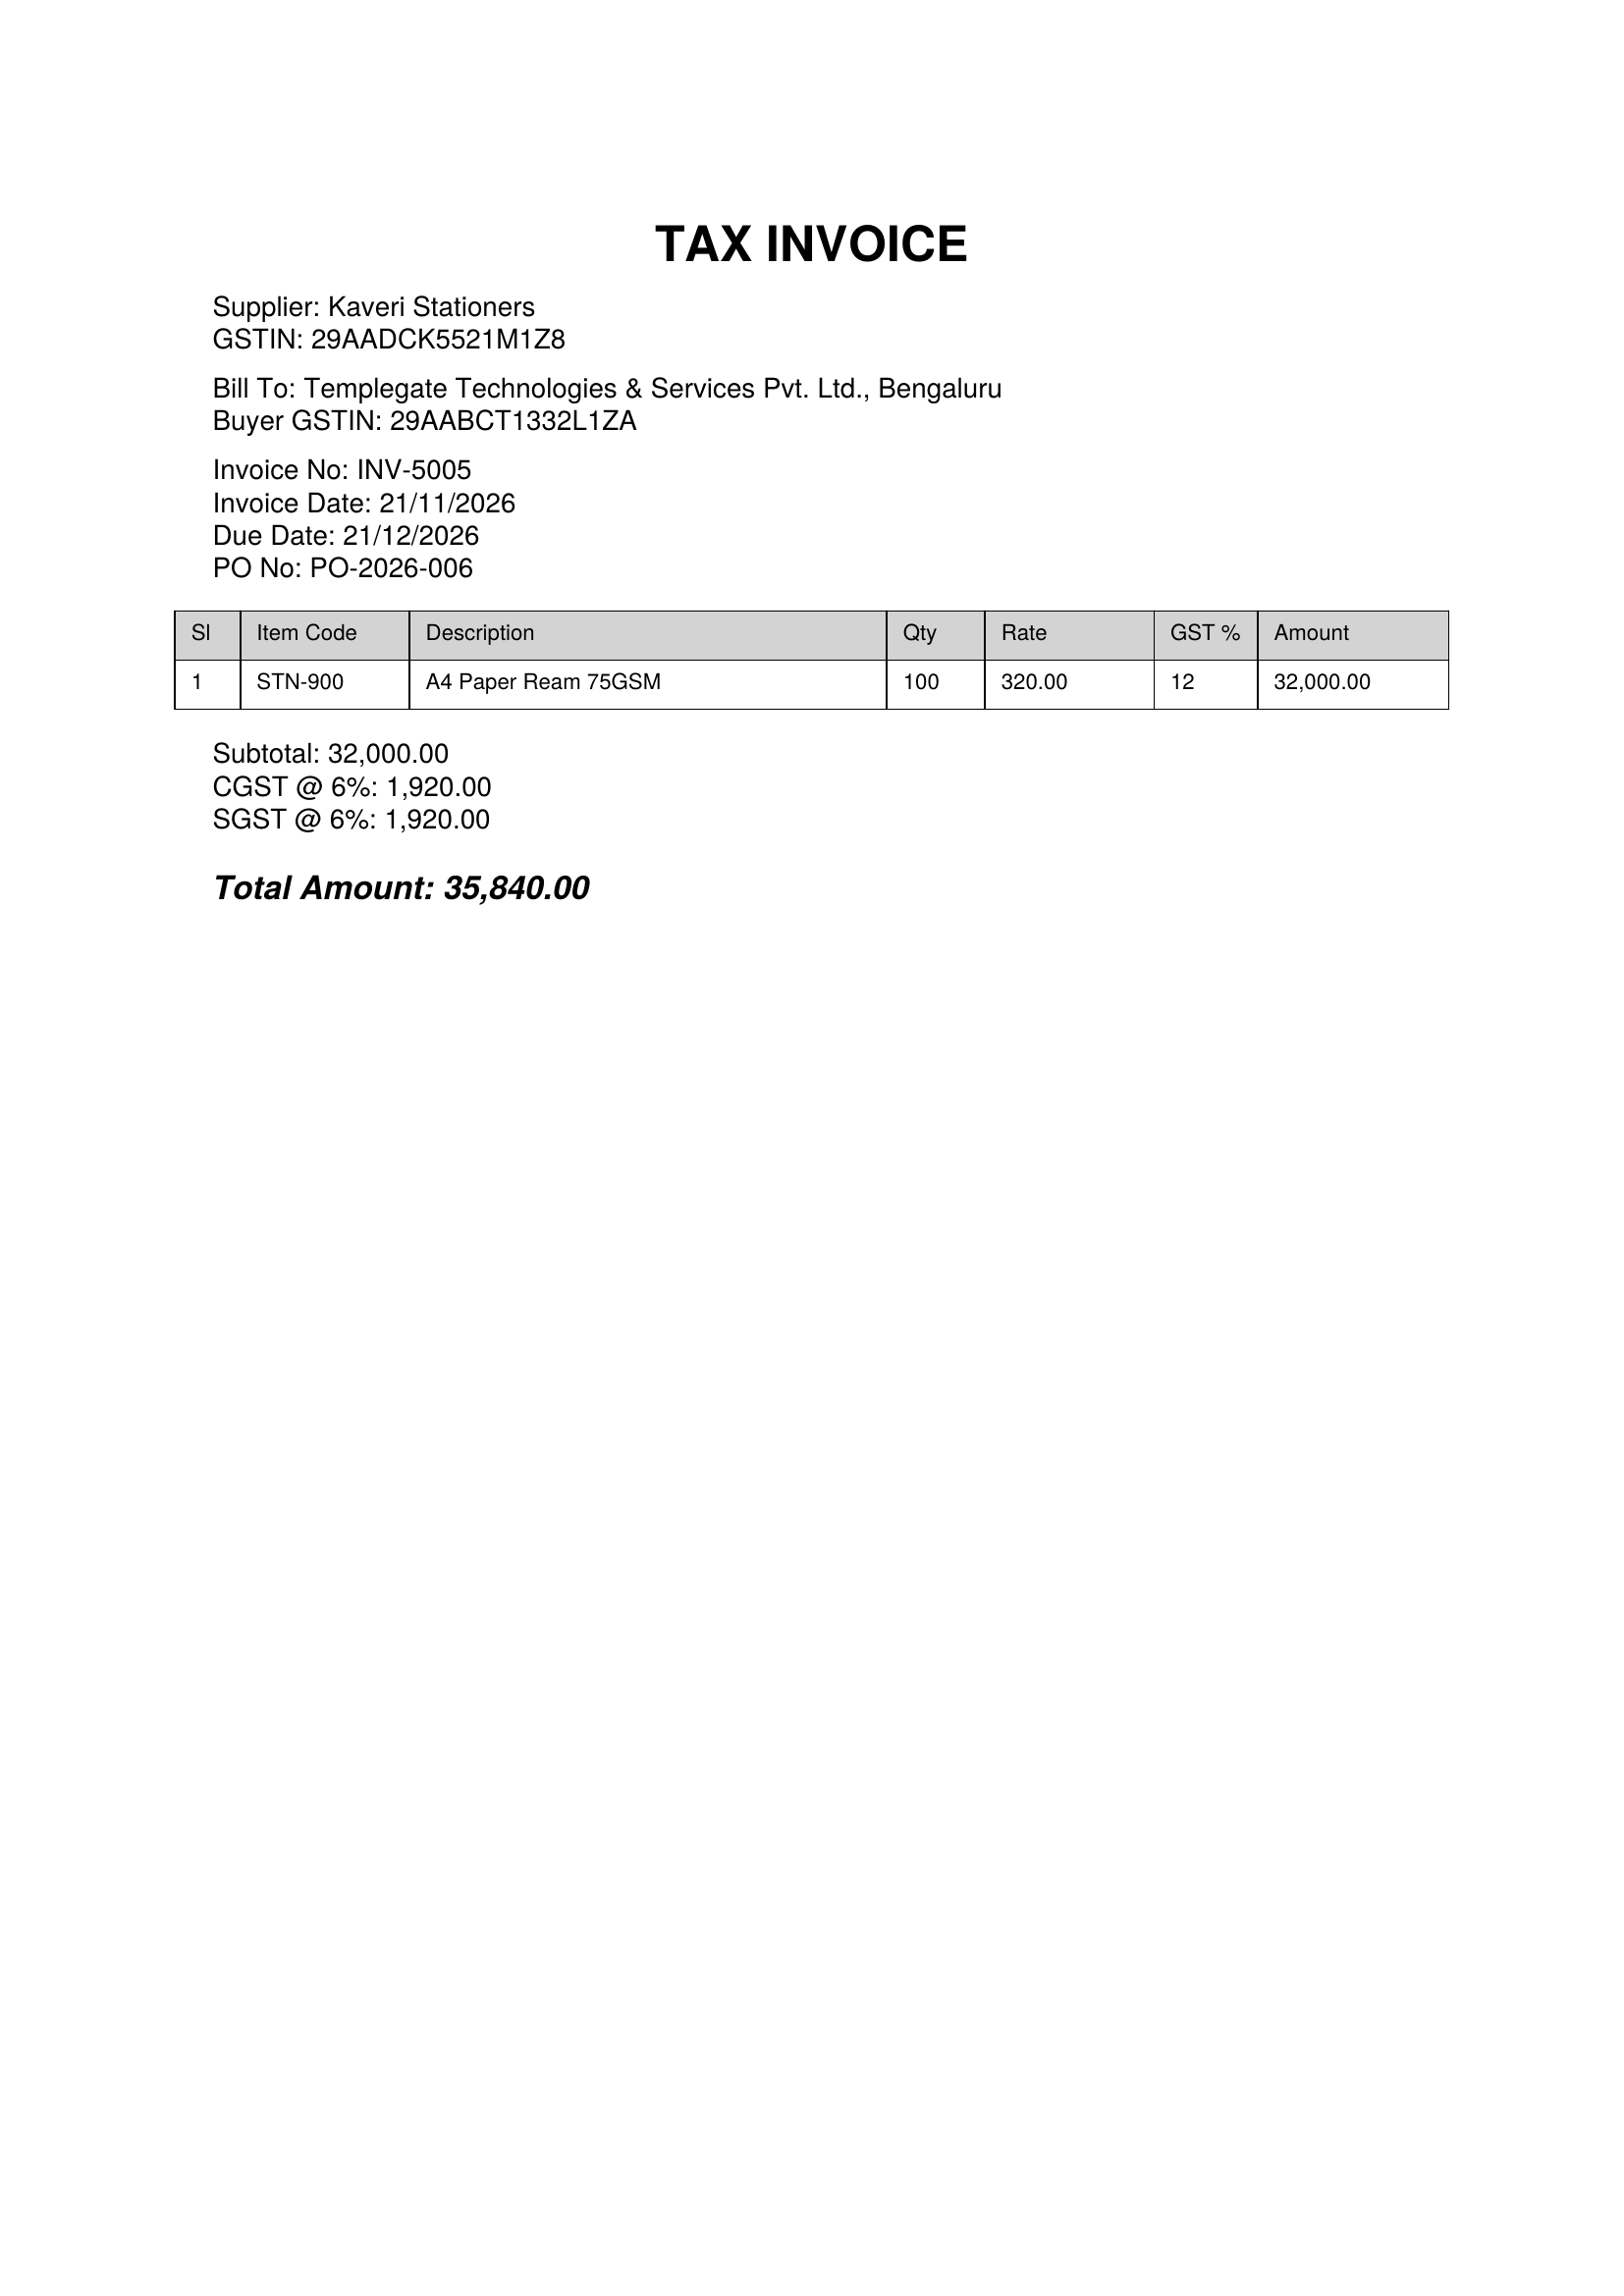 TAX INVOICE
Supplier: Kaveri Stationers
GSTIN: 29AADCK5521M1Z8
Bill To: Templegate Technologies & Services Pvt. Ltd., Bengaluru
Buyer GSTIN: 29AABCT1332L1ZA
Invoice No: INV-5005
Invoice Date: 21/11/2026
Due Date: 21/12/2026
PO No: PO-2026-006
Sl Item Code Description Qty Rate GST % Amount
1 STN-900 A4 Paper Ream 75GSM 100 320.00 12 32,000.00
Subtotal: 32,000.00
CGST @ 6%: 1,920.00
SGST @ 6%: 1,920.00
Total Amount: 35,840.00